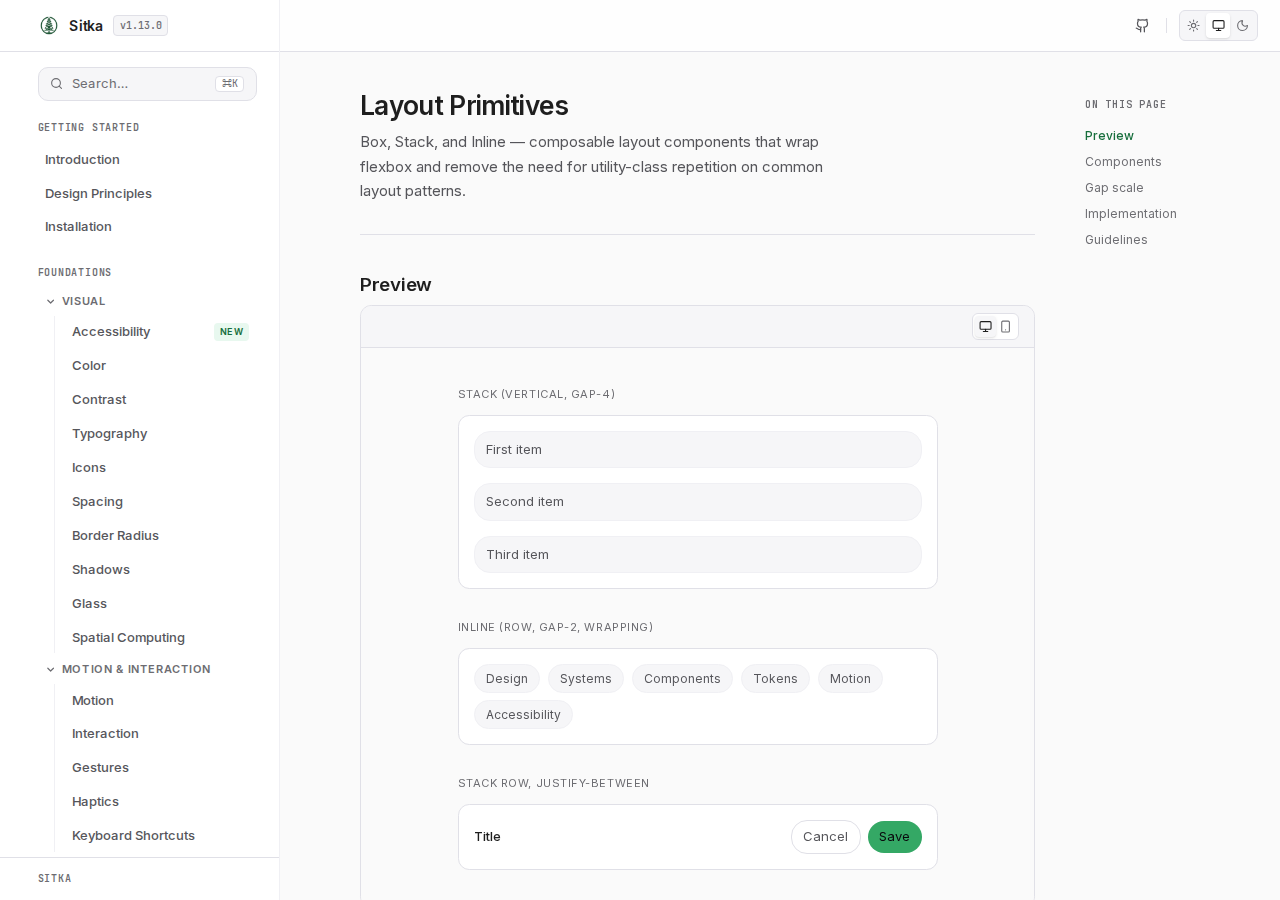 Sitka v1.13.0
Search... ⌘K
GETTING STARTED
Introduction
Design Principles
Installation
FOUNDATIONS
VISUAL
Accessibility NEW
Color
Contrast
Typography
Icons
Spacing
Border Radius
Shadows
Glass
Spatial Computing
MOTION & INTERACTION
Motion
Interaction
Gestures
Haptics
Keyboard Shortcuts
SITKA
Layout Primitives
Box, Stack, and Inline — composable layout components that wrap
flexbox and remove the need for utility-class repetition on common
layout patterns.
Preview
STACK (VERTICAL, GAP-4)
First item
Second item
Third item
INLINE (ROW, GAP-2, WRAPPING)
Design Systems Components Tokens Motion
Accessibility
STACK ROW, JUSTIFY-BETWEEN
Title Cancel Save
ON THIS PAGE
Preview
Components
Gap scale
Implementation
Guidelines